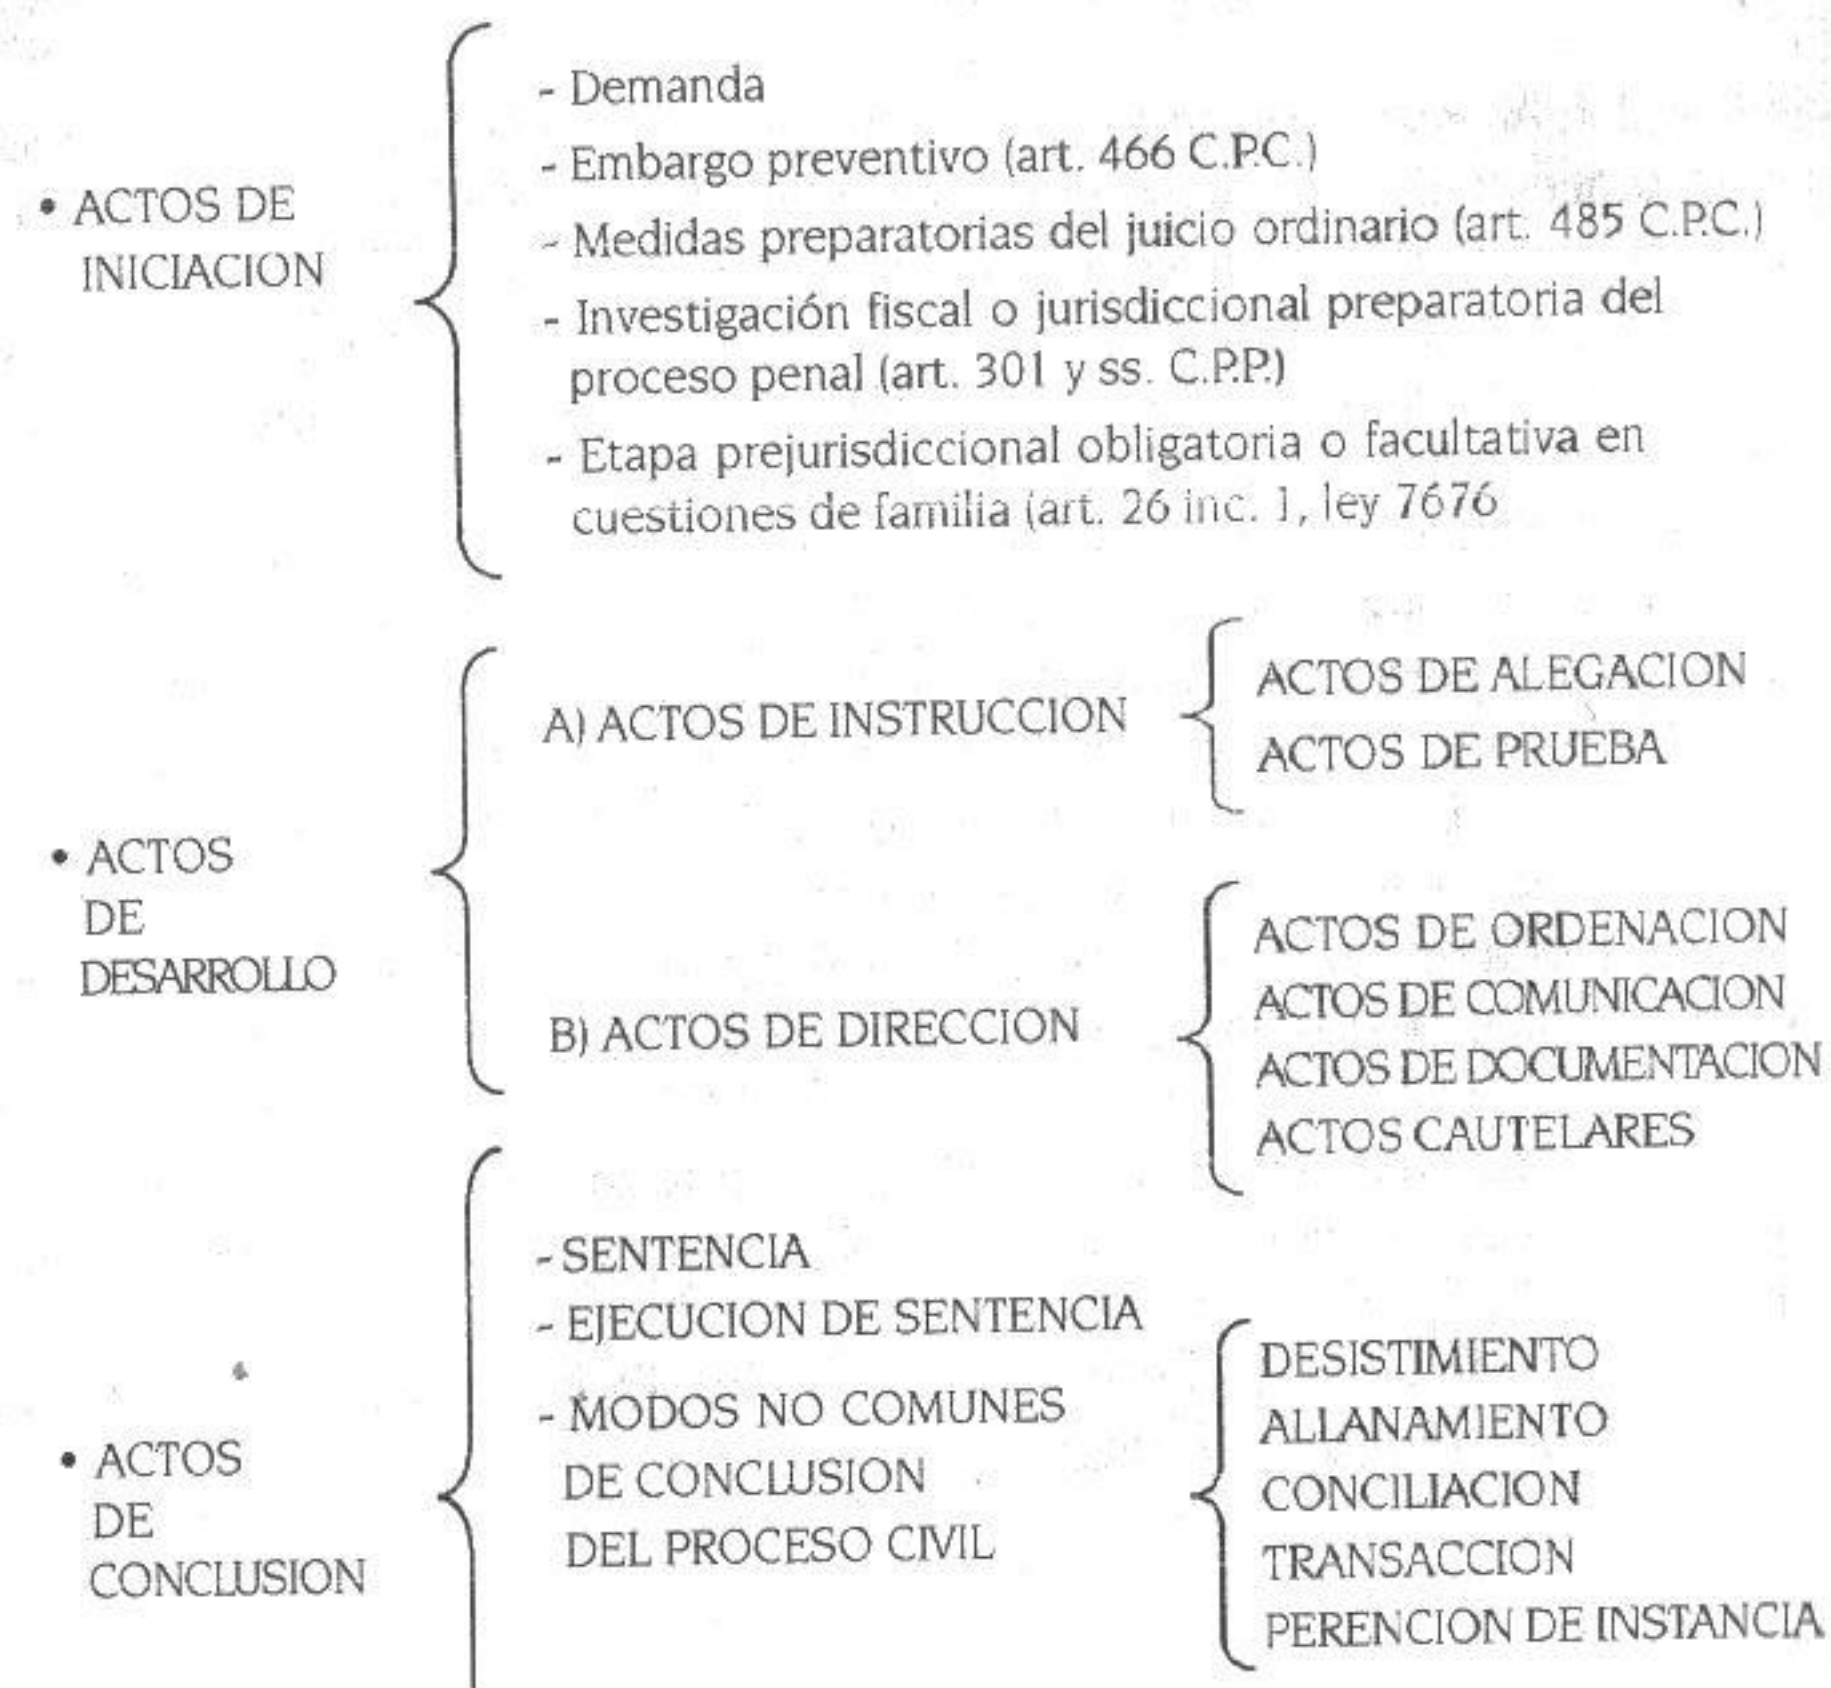 • ACTOS DE
INICIACION
- Demanda
- Embargo preventivo (art. 466 C.P.C.)
- Medidas preparatorias del juicio ordinario (art. 485 C.P.C.)
- Investigación fiscal o jurisdiccional preparatoria del
proceso penal (art. 301 y ss. C.P.P.)
- Etapa prejurisdiccional obligatoria o facultativa en
cuestiones de familia (art. 26 inc. 1, ley 7676
• ACTOS
DE
DESARROLLO
A) ACTOS DE INSTRUCCION
ACTOS DE ALEGACION
ACTOS DE PRUEBA
B) ACTOS DE DIRECCION
ACTOS DE ORDENACION
ACTOS DE COMUNICACION
ACTOS DE DOCUMENTACION
ACTOS CAUTELARES
• ACTOS
DE
CONCLUSION
- SENTENCIA
- EJECUCION DE SENTENCIA
- MODOS NO COMUNES
DE CONCLUSION
DEL PROCESO CIVIL
DESISTIMIENTO
ALLANAMIENTO
CONCILIACION
TRANSACCION
PERENCION DE INSTANCIA